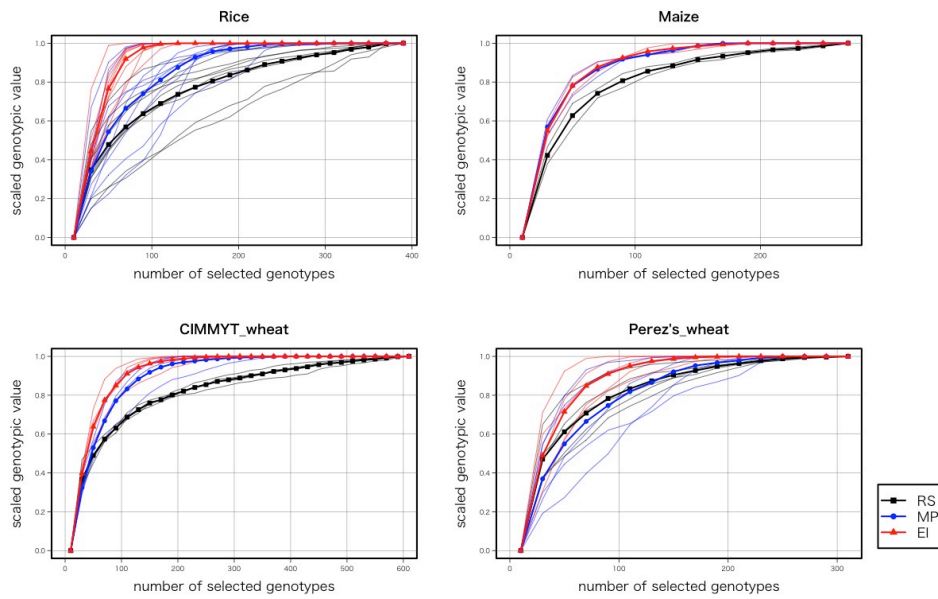 Rice
scaled genotypic value
1.0
0.8
0.6
0.4
0.2
0.0
0 100 200 300 400
number of selected genotypes
Maize
scaled genotypic value
1.0
0.8
0.6
0.4
0.2
0.0
0 100 200
number of selected genotypes
CIMMYT_wheat
scaled genotypic value
1.0
0.8
0.6
0.4
0.2
0.0
0 100 200 300 400 500 600
number of selected genotypes
Perez's_wheat
scaled genotypic value
1.0
0.8
0.6
0.4
0.2
0.0
0 100 200 300
number of selected genotypes
RS
MP
EI